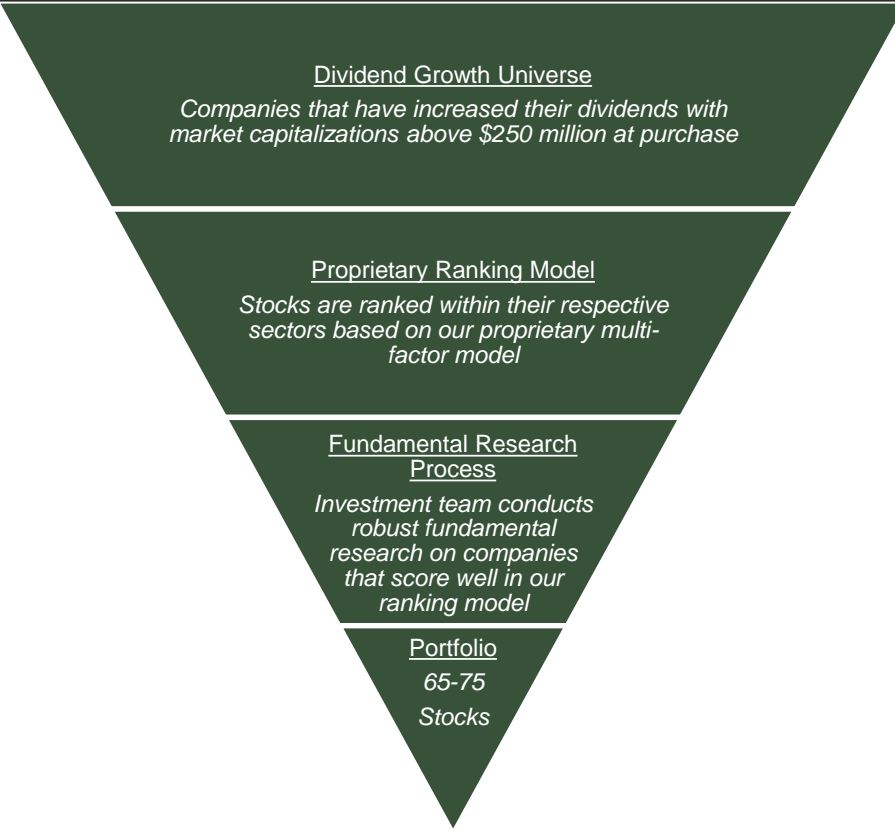 Dividend Growth Universe
Companies that have increased their dividends with
market capitalizations above $250 million at purchase
Proprietary Ranking Model
Stocks are ranked within their respective
sectors based on our proprietary multi-
factor model
Fundamental Research
Process
Investment team conducts
robust fundamental
research on companies
that score well in our
ranking model
Portfolio
65-75
Stocks